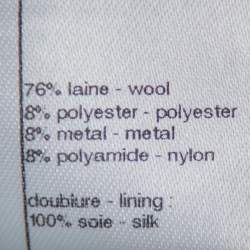 76% laine - wool
8% polyester - polyester
8% metal - metal
8% polyamide - nylon
doublure - lining :
100% soie - silk